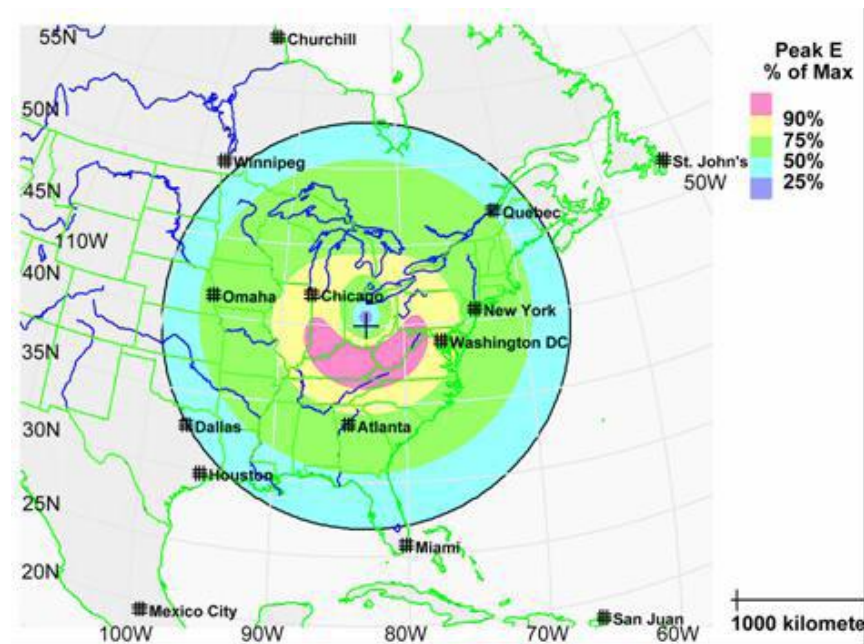 55N
Churchill
50N
Winnipeg
45N
St. John's
50W
Quebec
110W
40N
Omaha
Chicago
New York
35N
Washington DC
30N
Dallas
Atlanta
25N
Houston
Miami
20N
Mexico City
San Juan
100W
90W
80W
70W
60W
Peak E
% of Max
90%
75%
50%
25%
1000 kilomete